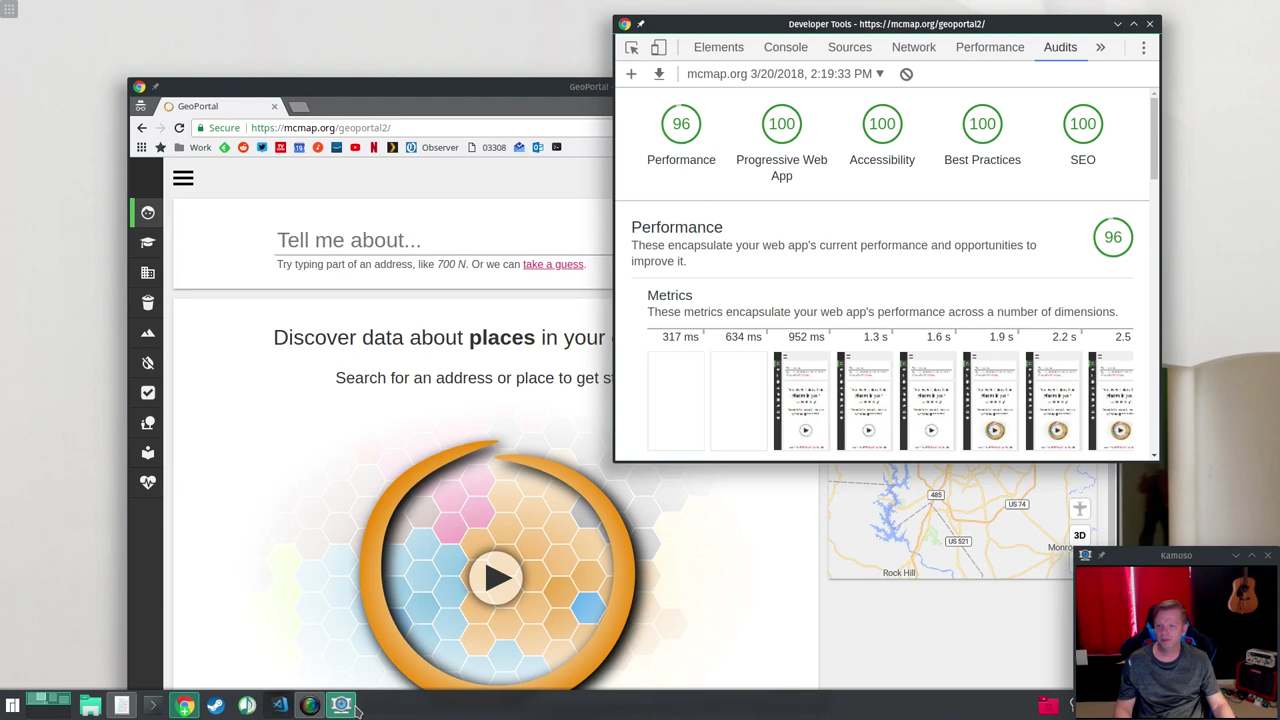 Developer Tools - https://mcmap.org/geoportal2/
Elements Console Sources Network Performance Audits »
mcmap.org 3/20/2018, 2:19:33 PM ▼
96 100 100 100 100
Performance Progressive Web App Accessibility Best Practices SEO
Performance
These encapsulate your web app's current performance and opportunities to
improve it.
96
Metrics
These metrics encapsulate your web app's performance across a number of dimensions.
317 ms 634 ms 952 ms 1.3 s 1.6 s 1.9 s 2.2 s 2.5
GeoPortal -
GeoPortal
Secure https://mcmap.org/geoportal2/
Work 19 Observer 03308
Tell me about...
Try typing part of an address, like 700 N. Or we can take a guess.
Discover data about places in your
Search for an address or place to get st
485
US 74
US 521
3D
Monro
Rock Hill
Kamoso